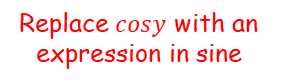 Replace cosy with an
expression in sine